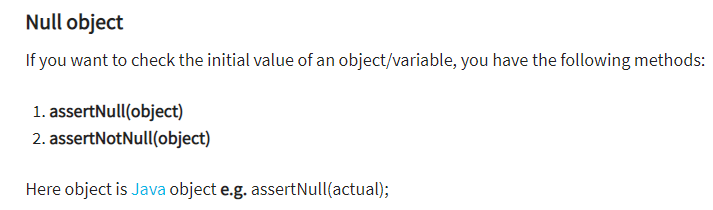 Null object
If you want to check the initial value of an object/variable, you have the following methods:
1. assertNull(object)
2. assertNotNull(object)
Here object is Java object e.g. assertNull(actual);